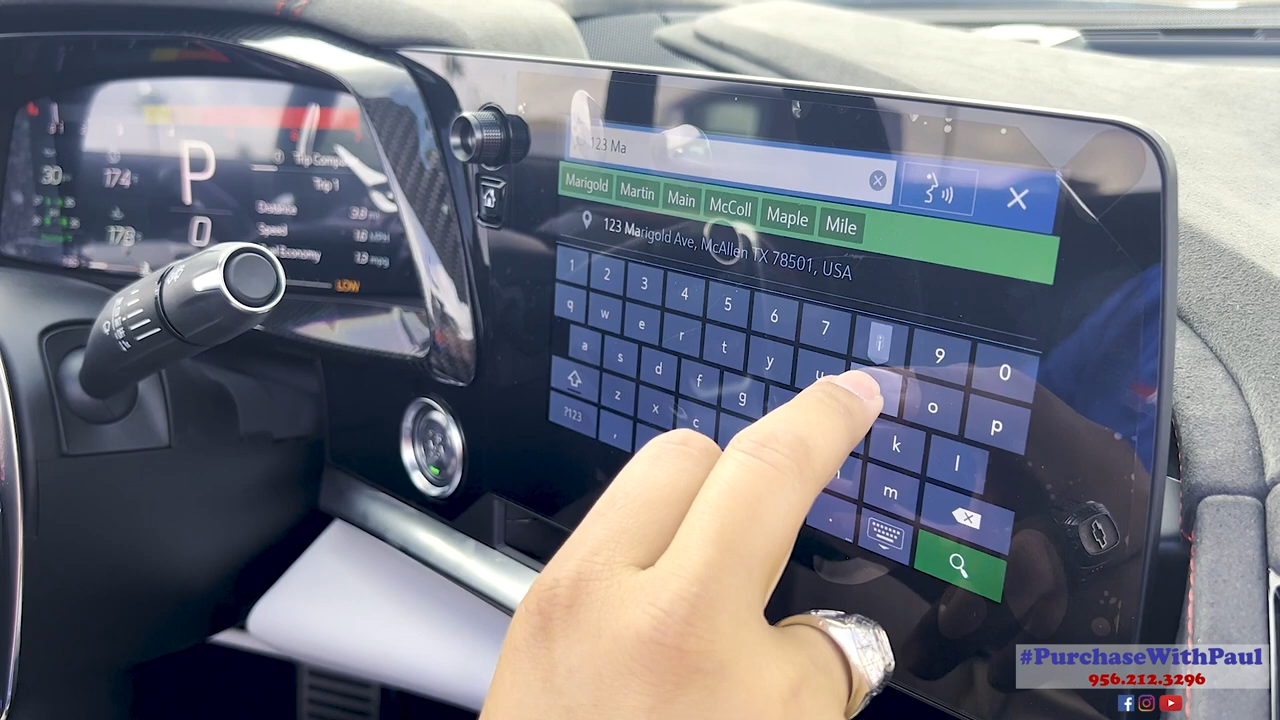 123 Ma
Marigold Martin Main McColl Maple Mile
123 Marigold Ave, McAllen TX 78501, USA
1 2 3 4 5 6 7 i 9 0
q w e r t y u o p
a s d f g k l
z x c m
?123 , .
P
0
30
174
178
Trip 1
Distance
Speed
LOW
#PurchaseWithPaul
956.212.3296